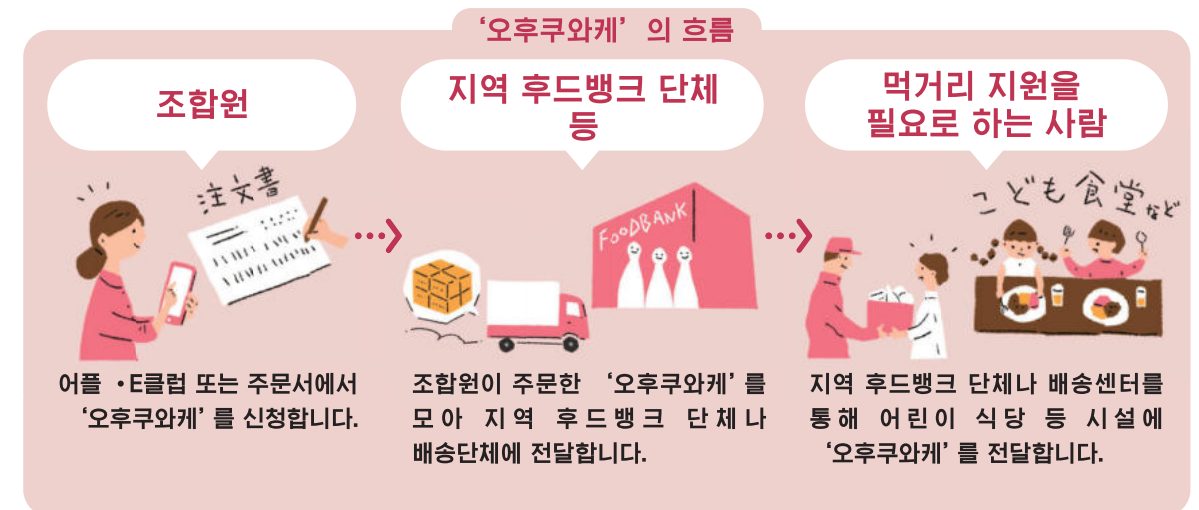 ‘오후쿠와케’ 의 흐름
조합원
注文書
어플 •E클럽 또는 주문서에서
‘오후쿠와케’ 를 신청합니다.
지역 후드뱅크 단체
등
FOODBANK
조합원이 주문한 ‘오후쿠와케’ 를
모아 지역 후드뱅크 단체나
배송단체에 전달합니다.
먹거리 지원을
필요로 하는 사람
こども食堂など
지역 후드뱅크 단체나 배송센터를
통해 어린이 식당 등 시설에
‘오후쿠와케’ 를 전달합니다.